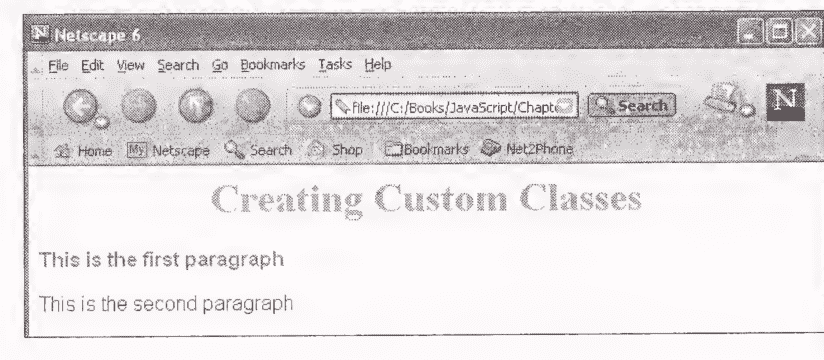 N Netscape 6
File Edit View Search Go Bookmarks Tasks Help
file:///C:/Books/JavaScript/Chapte Search N
Home My Netscape Search Shop Bookmarks Net2Phone
Creating Custom Classes
This is the first paragraph
This is the second paragraph